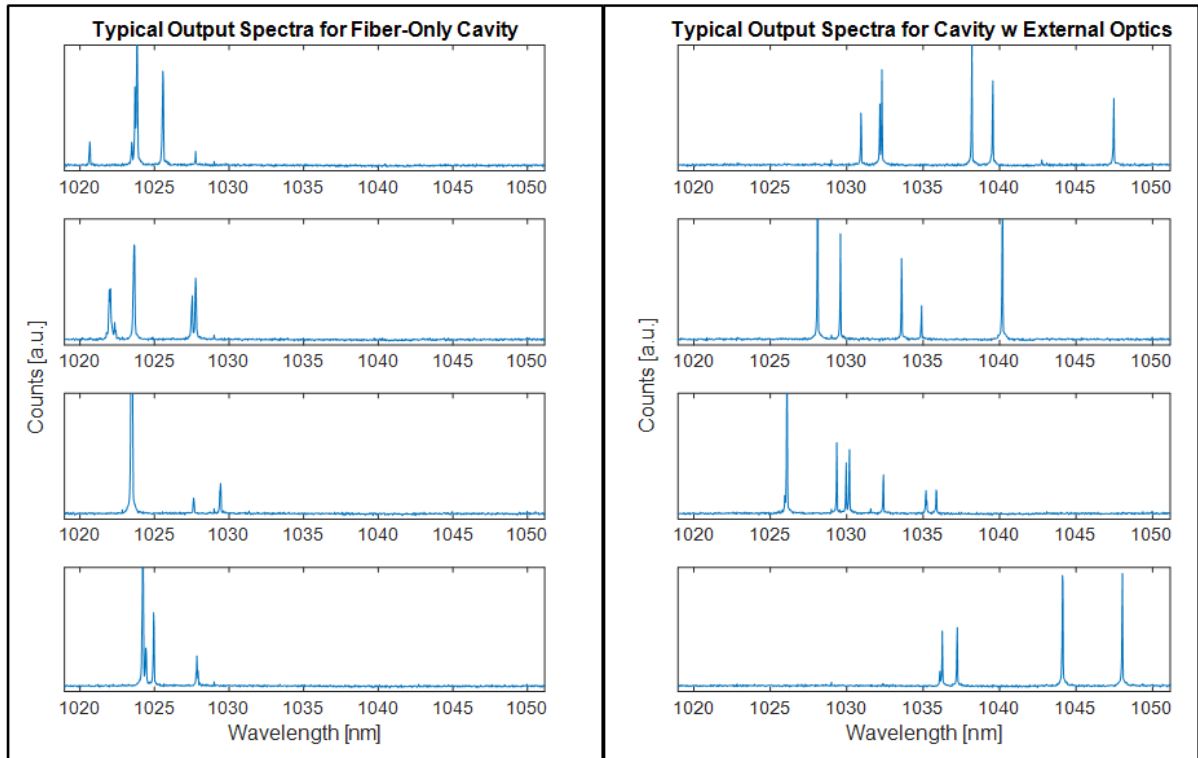 Typical Output Spectra for Fiber-Only Cavity
1020 1025 1030 1035 1040 1045 1050
1020 1025 1030 1035 1040 1045 1050
1020 1025 1030 1035 1040 1045 1050
1020 1025 1030 1035 1040 1045 1050
Counts [a.u.]
Wavelength [nm]
Typical Output Spectra for Cavity w External Optics
1020 1025 1030 1035 1040 1045 1050
1020 1025 1030 1035 1040 1045 1050
1020 1025 1030 1035 1040 1045 1050
1020 1025 1030 1035 1040 1045 1050
Counts [a.u.]
Wavelength [nm]